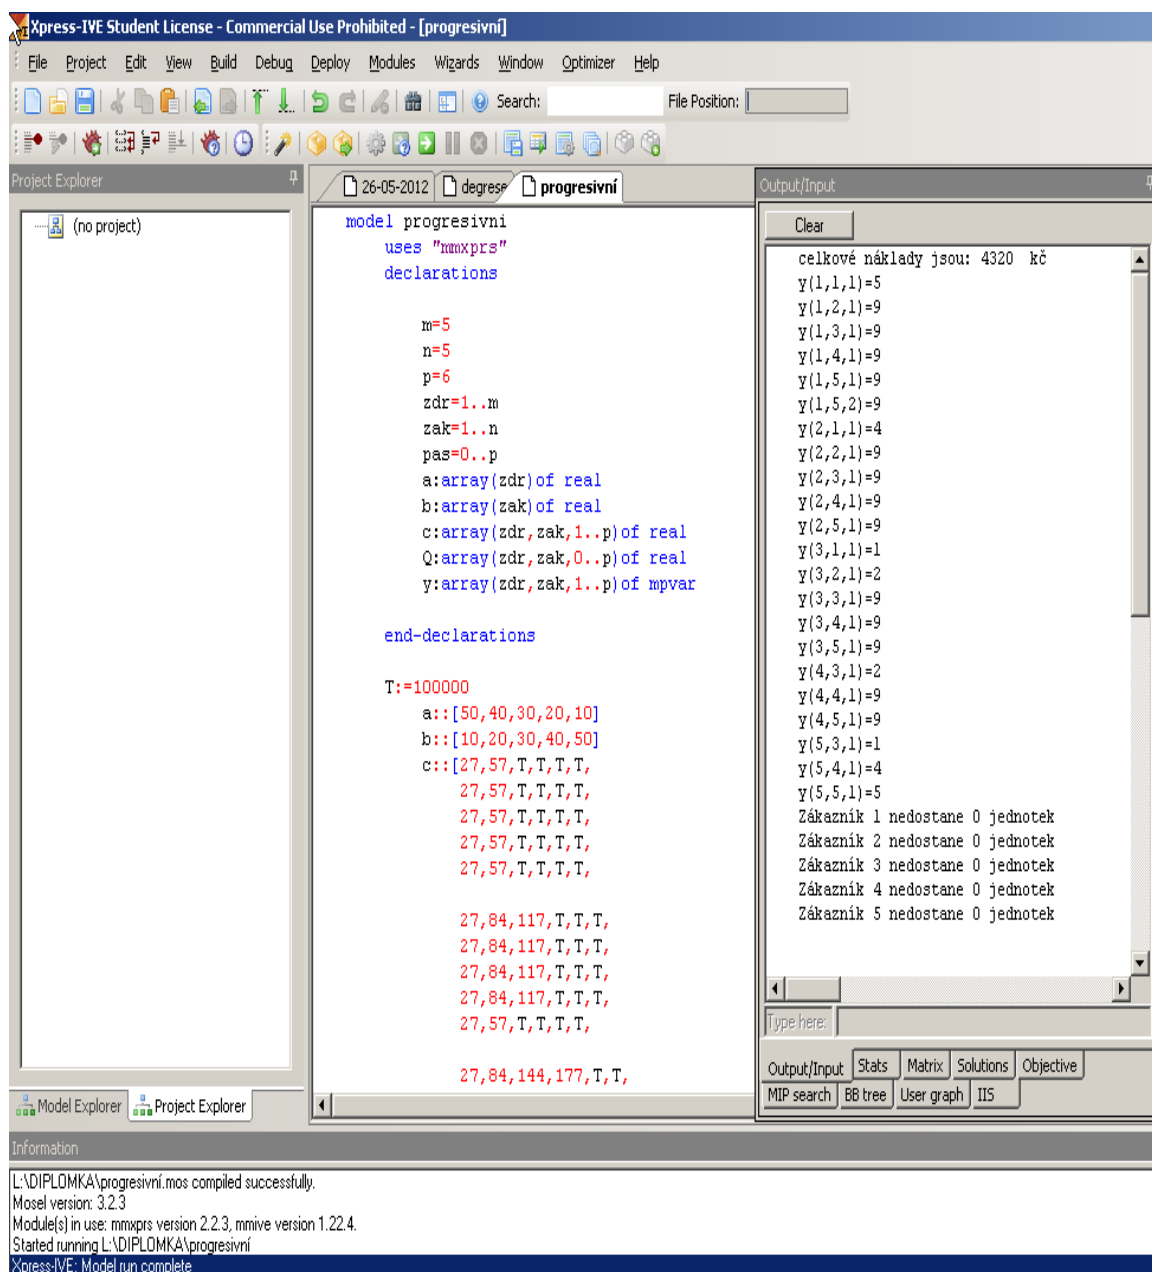 Xpress-IVE Student License - Commercial Use Prohibited - [progresivní]
File Project Edit View Build Debug Deploy Modules Wizards Window Optimizer Help
Search: File Position:
Project Explorer
(no project)
Model Explorer Project Explorer
26-05-2012 degrese progresivní
model progresivni
uses "mmxprs"
declarations
m=5
n=5
p=6
zdr=1..m
zak=1..n
pas=0..p
a:array(zdr)of real
b:array(zak)of real
c:array(zdr,zak,1..p)of real
Q:array(zdr,zak,0..p)of real
y:array(zdr,zak,1..p)of mpvar
end-declarations
T:=100000
a::[50,40,30,20,10]
b::[10,20,30,40,50]
c::[27,57,T,T,T,T,
27,57,T,T,T,T,
27,57,T,T,T,T,
27,57,T,T,T,T,
27,57,T,T,T,T,
27,84,117,T,T,T,
27,84,117,T,T,T,
27,84,117,T,T,T,
27,84,117,T,T,T,
27,57,T,T,T,T,
27,84,144,177,T,T,
Output/Input
Clear
celkové náklady jsou: 4320 kč
y(1,1,1)=5
y(1,2,1)=9
y(1,3,1)=9
y(1,4,1)=9
y(1,5,1)=9
y(1,5,2)=9
y(2,1,1)=4
y(2,2,1)=9
y(2,3,1)=9
y(2,4,1)=9
y(2,5,1)=9
y(3,1,1)=1
y(3,2,1)=2
y(3,3,1)=9
y(3,4,1)=9
y(3,5,1)=9
y(4,3,1)=2
y(4,4,1)=9
y(4,5,1)=9
y(5,3,1)=1
y(5,4,1)=4
y(5,5,1)=5
Zákazník 1 nedostane 0 jednotek
Zákazník 2 nedostane 0 jednotek
Zákazník 3 nedostane 0 jednotek
Zákazník 4 nedostane 0 jednotek
Zákazník 5 nedostane 0 jednotek
Type here:
Output/Input Stats Matrix Solutions Objective
MIP search BB tree User graph IIS
Information
L:\DIPLOMKA\progresivní.mos compiled successfully.
Mosel version: 3.2.3
Module(s) in use: mmxprs version 2.2.3, mmive version 1.22.4.
Started running L:\DIPLOMKA\progresivní
Xpress-IVE: Model run complete